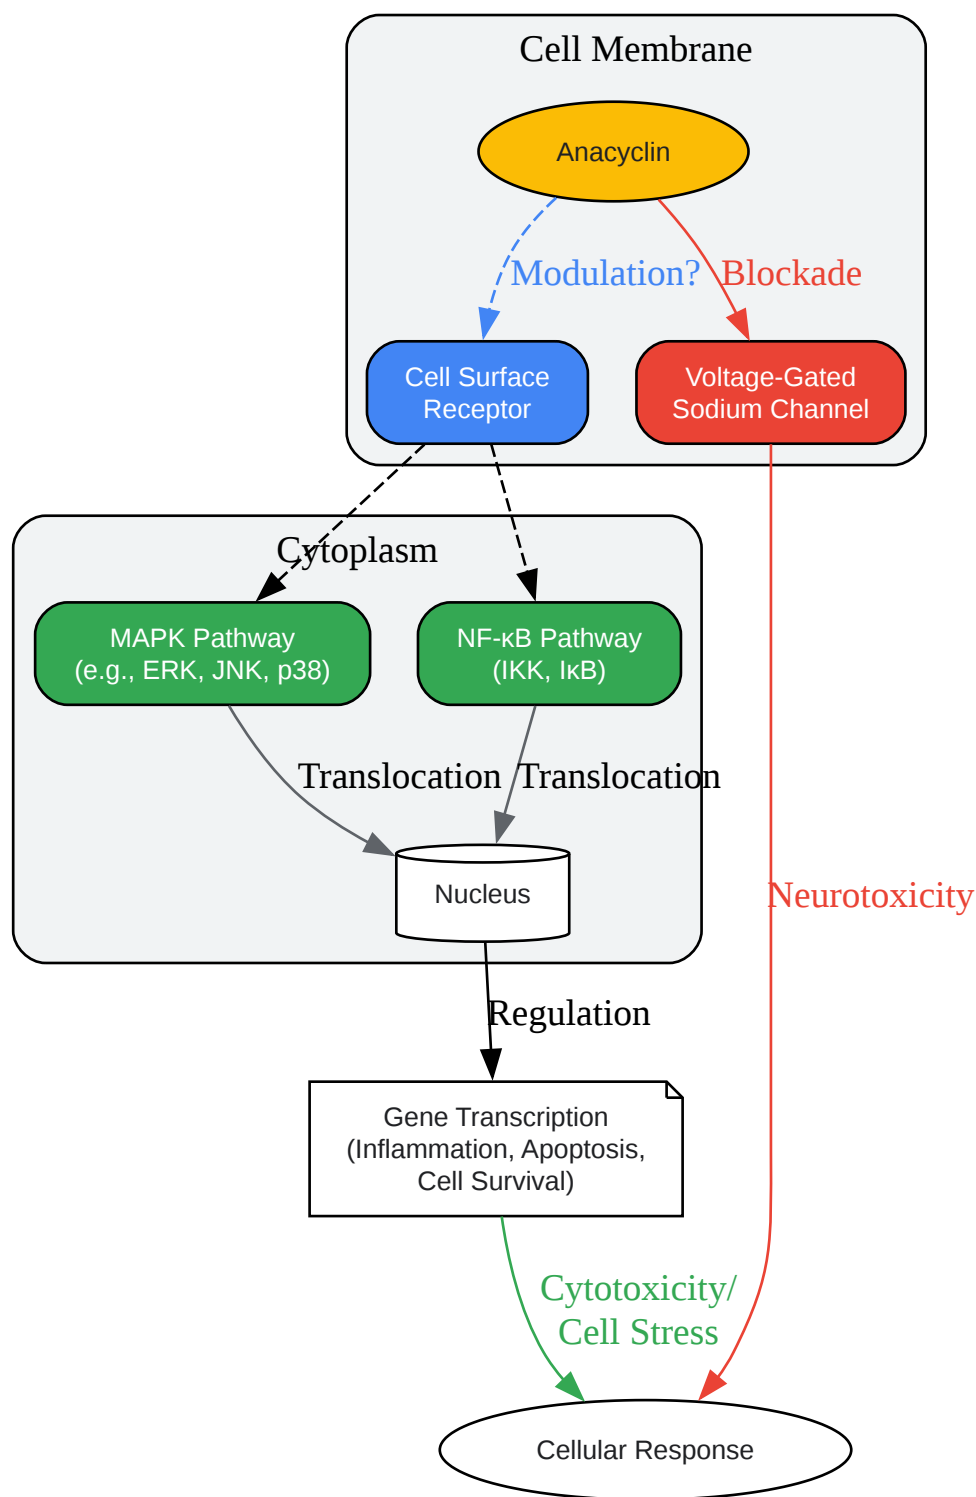 Cell Membrane
Anacyclin
Modulation?
Blockade
Cell Surface
Receptor
Voltage-Gated
Sodium Channel
Cytoplasm
MAPK Pathway
(e.g., ERK, JNK, p38)
NF-κB Pathway
(IKK, IκB)
Translocation
Translocation
Nucleus
Neurotoxicity
Regulation
Gene Transcription
(Inflammation, Apoptosis,
Cell Survival)
Cytotoxicity/
Cell Stress
Cellular Response